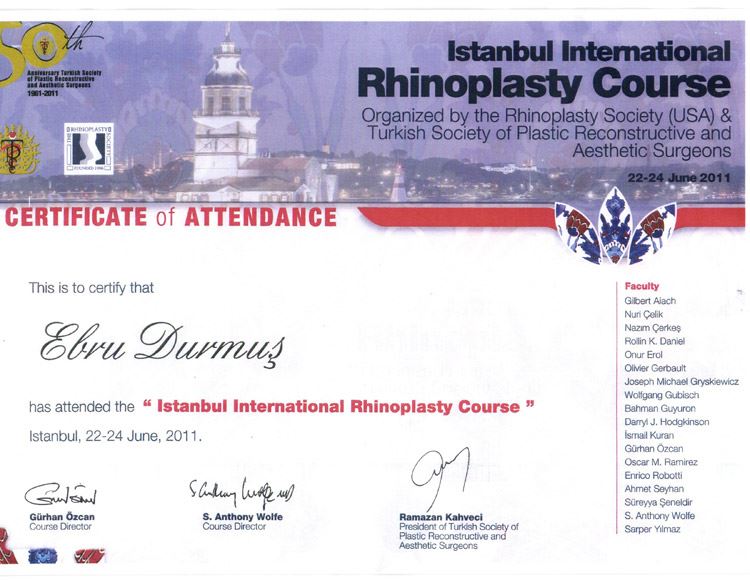 50th
Anniversary Turkish Society
of Plastic Reconstructive
and Aesthetic Surgeons
1961-2011
THE RHINOPLASTY SOCIETY
FOUNDED 1996
Istanbul International
Rhinoplasty Course
Organized by the Rhinoplasty Society (USA) &
Turkish Society of Plastic Reconstructive and
Aesthetic Surgeons
22-24 June 2011
CERTIFICATE of ATTENDANCE
This is to certify that
Ebru Durmuş
has attended the “ Istanbul International Rhinoplasty Course ”
Istanbul, 22-24 June, 2011.
Gürhan Özcan
Course Director
S. Anthony Wolfe
Course Director
Ramazan Kahveci
President of Turkish Society of
Plastic Reconstructive and
Aesthetic Surgeons
Faculty
Gilbert Aiach
Nuri Çelik
Nazım Çerkeş
Rollin K. Daniel
Onur Erol
Olivier Gerbault
Joseph Michael Gryskiewicz
Wolfgang Gubisch
Bahman Guyuron
Darryl J. Hodgkinson
İsmail Kuran
Gürhan Özcan
Oscar M. Ramirez
Enrico Robotti
Ahmet Seyhan
Süreyya Şeneldir
S. Anthony Wolfe
Sarper Yılmaz